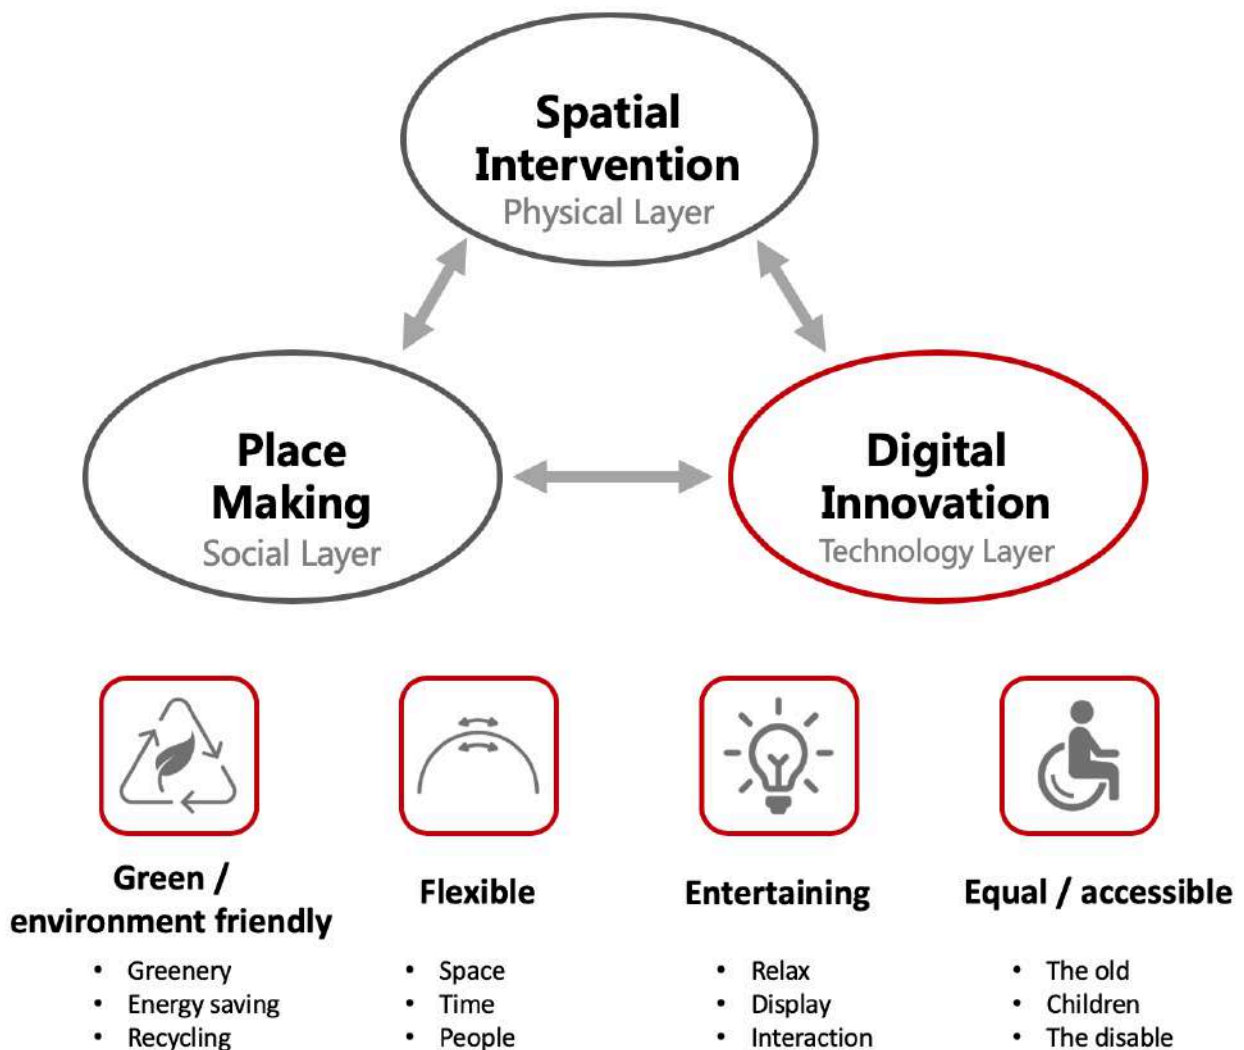 Spatial
Intervention
Physical Layer
Place
Making
Social Layer
Digital
Innovation
Technology Layer
Green /
environment friendly
• Greenery
• Energy saving
• Recycling
Flexible
• Space
• Time
• People
Entertaining
• Relax
• Display
• Interaction
Equal / accessible
• The old
• Children
• The disable